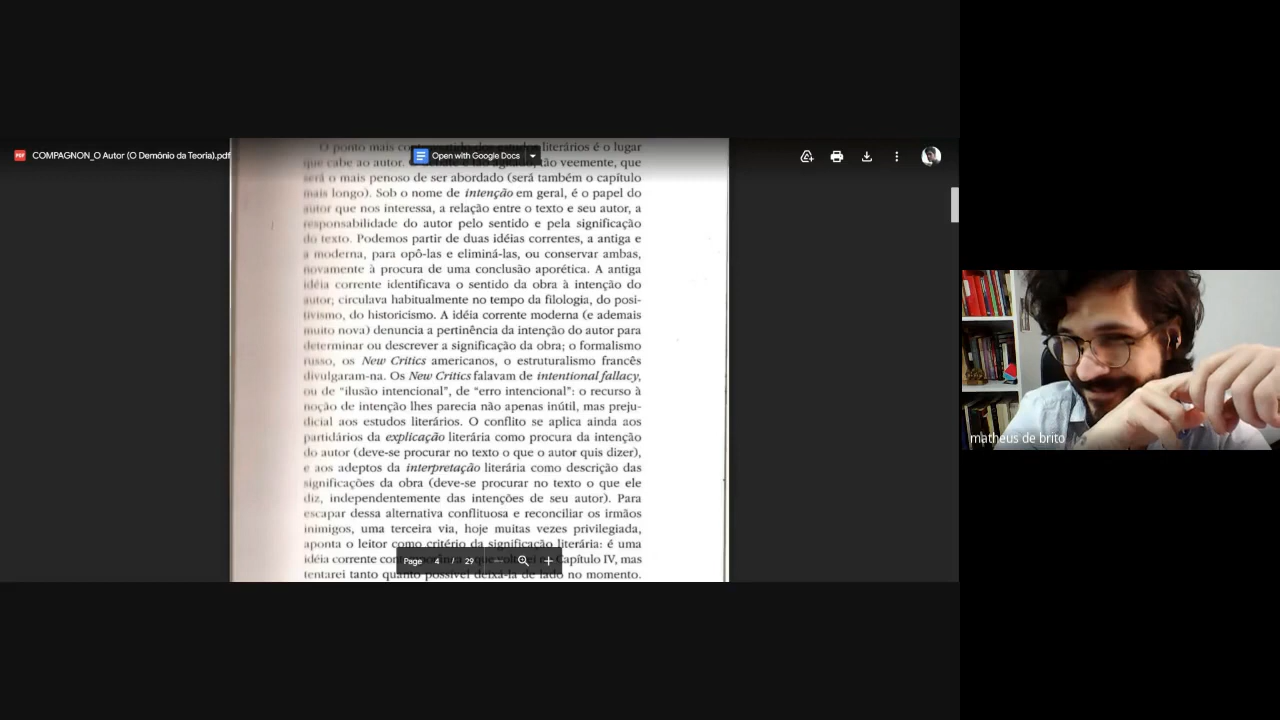 COMPAGNON_O Autor (O Demônio da Teoria).pdf
Open with Google Docs
O ponto mais literários é o lugar
que cabe ao autor. tão veemente, que
será o mais penoso de ser abordado (será também o capítulo
mais longo). Sob o nome de intenção em geral, é o papel do
autor que nos interessa, a relação entre o texto e seu autor, a
responsabilidade do autor pelo sentido e pela significação
do texto. Podemos partir de duas idéias correntes, a antiga e
a moderna, para opô-las e eliminá-las, ou conservar ambas,
novamente à procura de uma conclusão aporética. A antiga
idéia corrente identificava o sentido da obra à intenção do
autor; circulava habitualmente no tempo da filologia, do posi-
tivismo, do historicismo. A idéia corrente moderna (e ademais
muito nova) denuncia a pertinência da intenção do autor para
determinar ou descrever a significação da obra; o formalismo
russo, os New Critics americanos, o estruturalismo francês
divulgaram-na. Os New Critics falavam de intentional fallacy,
ou de “ilusão intencional”, de “erro intencional”: o recurso à
noção de intenção lhes parecia não apenas inútil, mas preju-
dicial aos estudos literários. O conflito se aplica ainda aos
partidários da explicação literária como procura da intenção
do autor (deve-se procurar no texto o que o autor quis dizer),
e aos adeptos da interpretação literária como descrição das
significações da obra (deve-se procurar no texto o que ele
diz, independentemente das intenções de seu autor). Para
escapar dessa alternativa conflituosa e reconciliar os irmãos
inimigos, uma terceira via, hoje muitas vezes privilegiada,
aponta o leitor como critério da significação literária: é uma
idéia corrente Capítulo IV, mas
tentarei tanto quanto possível deixá-la de lado no momento.
Page 4 / 29
matheus de brito